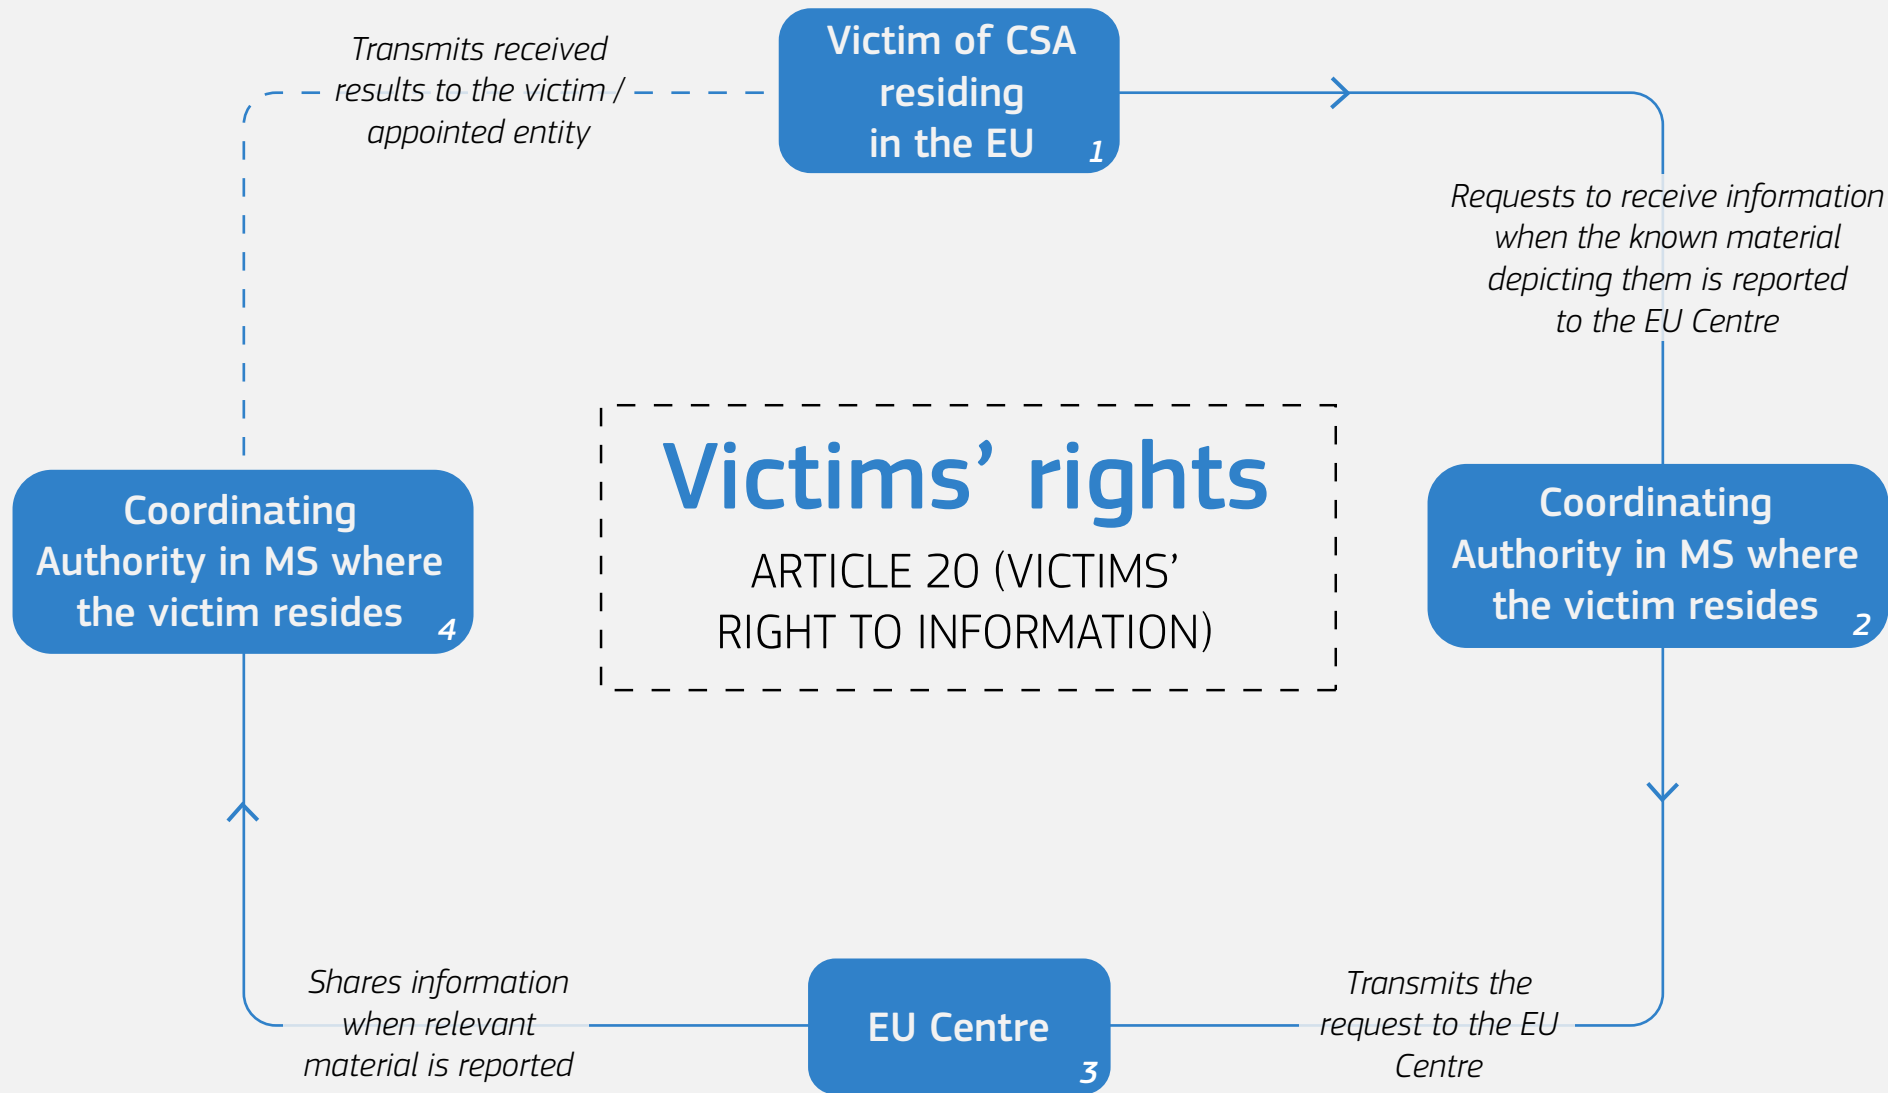 Victim of CSA
residing
in the EU
1
Requests to receive information
when the known material
depicting them is reported
to the EU Centre
Coordinating
Authority in MS where
the victim resides
2
Transmits the
request to the EU
Centre
EU Centre
3
Shares information
when relevant
material is reported
Coordinating
Authority in MS where
the victim resides
4
Transmits received
results to the victim /
appointed entity
Victims’ rights
ARTICLE 20 (VICTIMS’
RIGHT TO INFORMATION)